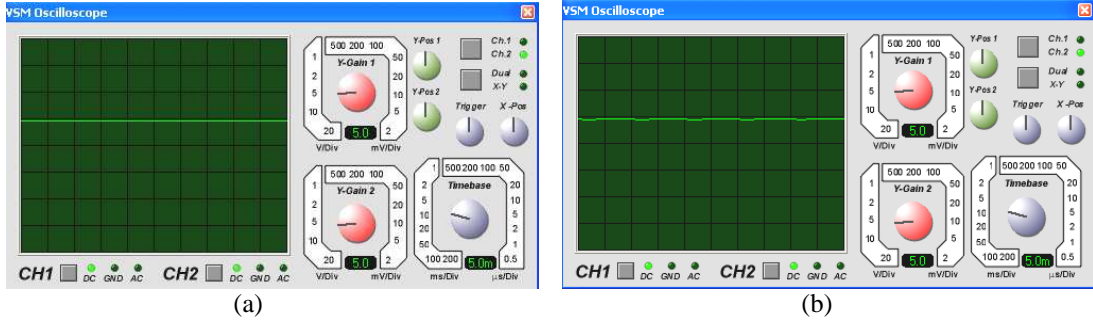 VSM Oscilloscope
500 200 100
1
2
5
10
20
50
20
10
5
2
Y-Gain 1
5.0
V/Div
mV/Div
Y-Pos 1
Y-Pos 2
Ch.1
Ch.2
Dual
X-Y
Trigger
X-Pos
500 200 100
1
2
5
10
20
50
20
10
5
2
Y-Gain 2
5.0
V/Div
mV/Div
1
500 200 100 50
2
5
10
20
50
100 200
20
10
5
2
1
0.5
Timebase
5.0m
ms/Div
µs/Div
CH1
DC GND AC
CH2
DC GND AC
(a)
VSM Oscilloscope
500 200 100
1
2
5
10
20
50
20
10
5
2
Y-Gain 1
5.0
V/Div
mV/Div
Y-Pos 1
Y-Pos 2
Ch.1
Ch.2
Dual
X-Y
Trigger
X-Pos
500 200 100
1
2
5
10
20
50
20
10
5
2
Y-Gain 2
5.0
V/Div
mV/Div
1
500 200 100 50
2
5
10
20
50
100 200
20
10
5
2
1
0.5
Timebase
5.0m
ms/Div
µs/Div
CH1
DC GND AC
CH2
DC GND AC
(b)